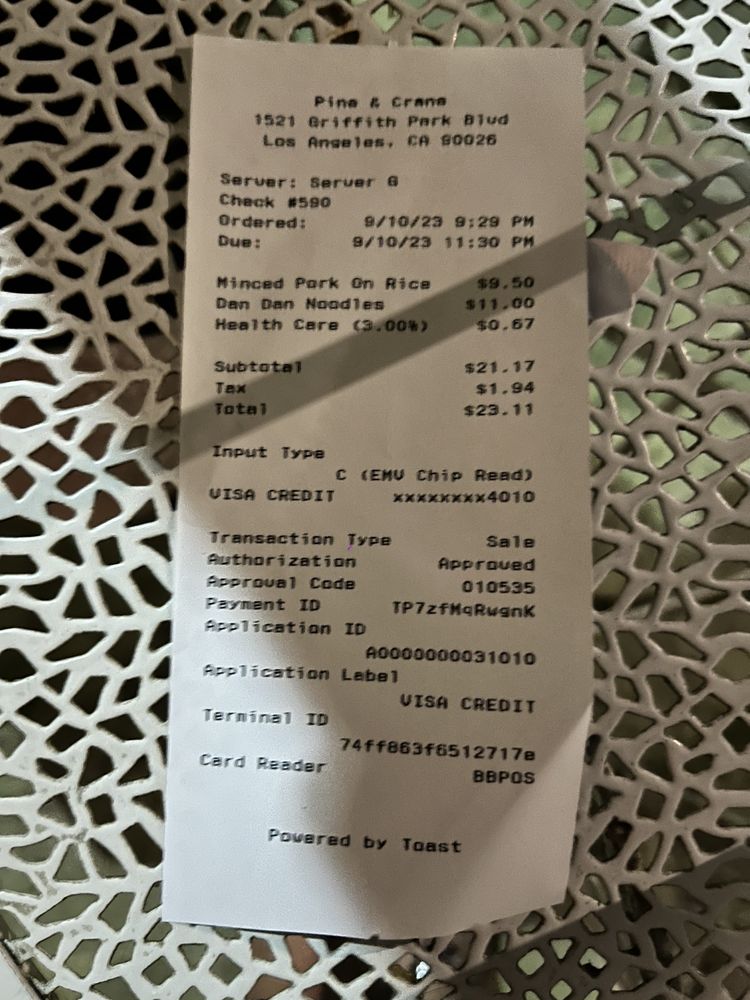 Pine & Crane
1521 Griffith Park Blvd
Los Angeles, CA 90026
Server: Server G
Check #590
Ordered: 9/10/23 9:29 PM
Due: 9/10/23 11:30 PM
Minced Pork On Rice $9.50
Dan Dan Noodles $11.00
Health Care (3.00%) $0.67
Subtotal $21.17
Tax $1.94
Total $23.11
Input Type
C (EMV Chip Read)
VISA CREDIT xxxxxxxx4010
Transaction Type Sale
Authorization Approved
Approval Code 010535
Payment ID TP7zfMqRwgnK
Application ID
A0000000031010
Application Label
VISA CREDIT
Terminal ID
74ff863f6512717e
Card Reader BBPOS
Powered by Toast